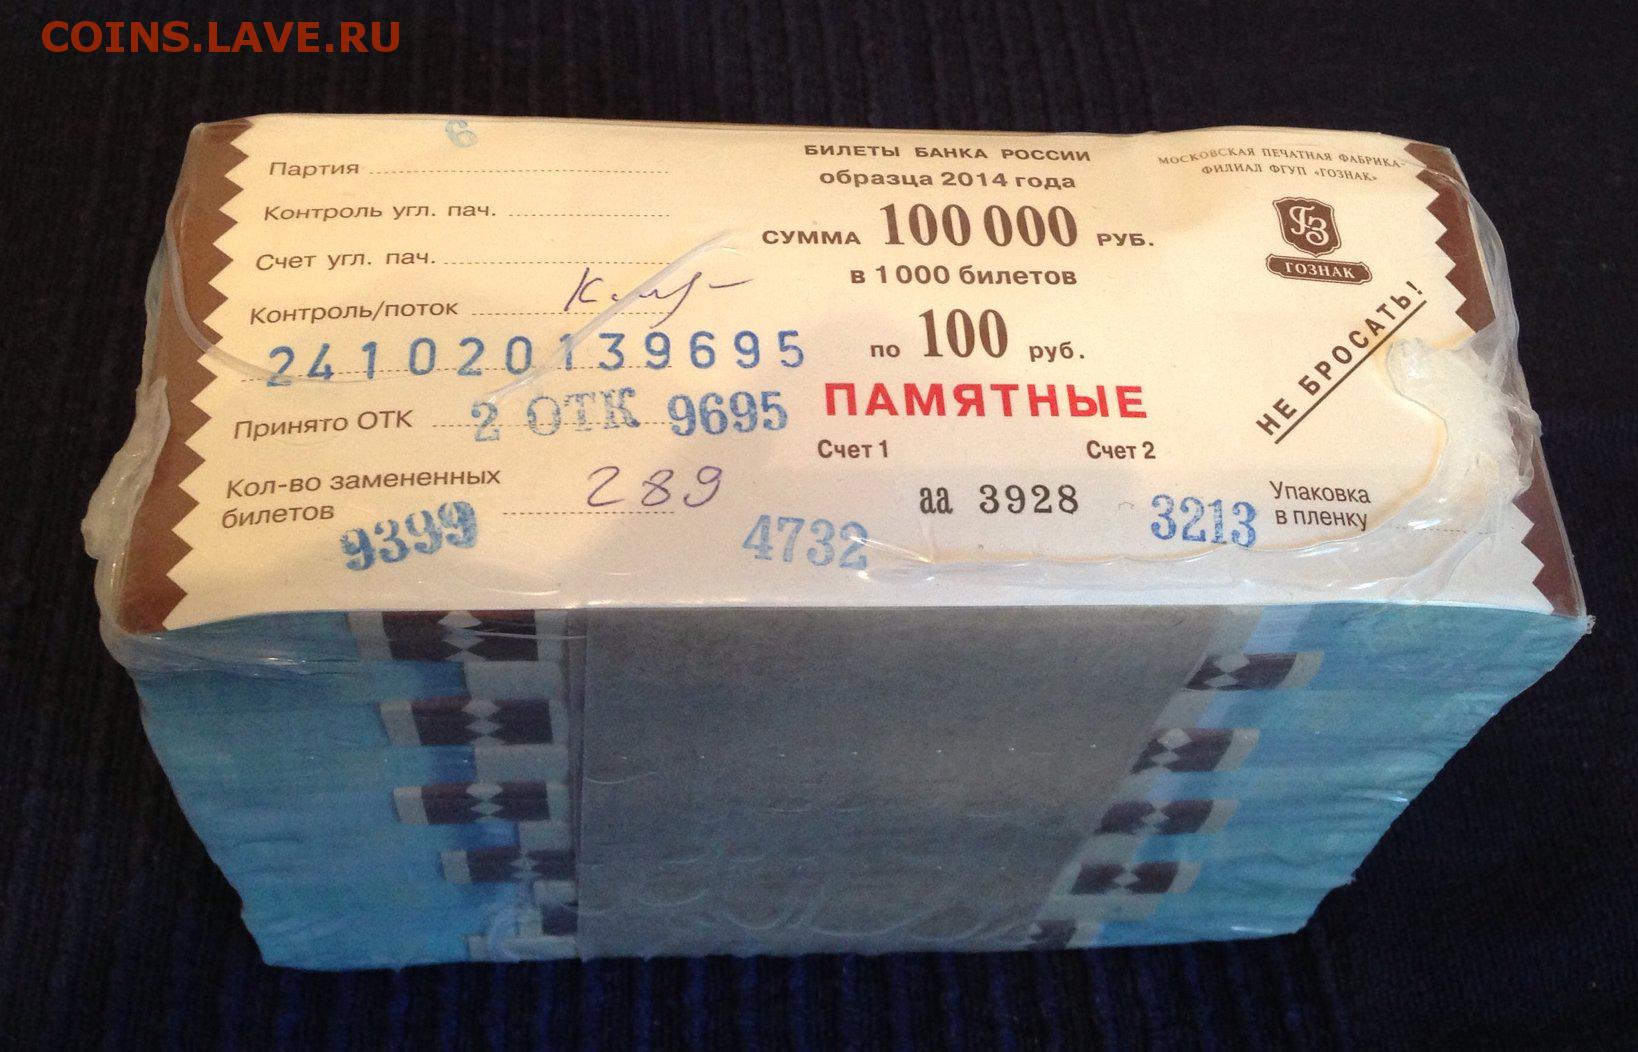 COINS.LAVE.RU
6
Партия
Контроль угл. пач.
Счет угл. пач.
Контроль/поток
241020139695
Принято ОТК 2 ОТК 9695
Кол-во замененных
билетов 289
9399
4732
БИЛЕТЫ БАНКА РОССИИ
образца 2014 года
СУММА 100 000 РУБ.
в 1 000 билетов
по 100 руб.
ПАМЯТНЫЕ
Счет 1 Счет 2
аа 3928 3213
МОСКОВСКАЯ ПЕЧАТНАЯ ФАБРИКА-
ФИЛИАЛ ФГУП «ГОЗНАК»
ГЗ
ГОЗНАК
НЕ БРОСАТЬ!
Упаковка
в пленку